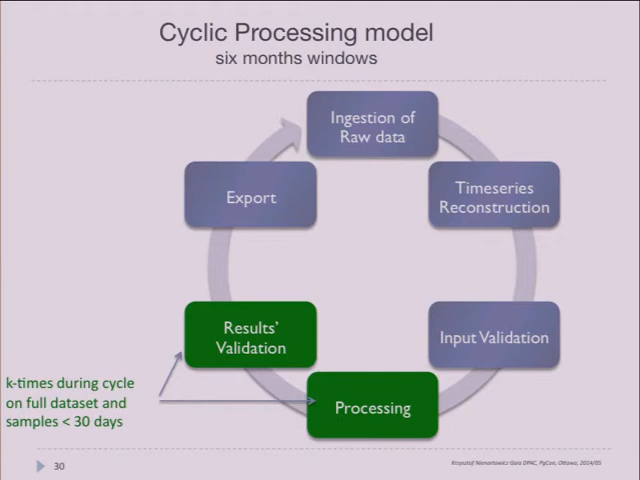 Cyclic Processing model
six months windows
Ingestion of
Raw data
Timeseries
Reconstruction
Input Validation
Processing
Results'
Validation
Export
k-times during cycle
on full dataset and
samples < 30 days
30
Krzysztof Nienartowicz Gaia DPAC, PgCon, Ottawa, 2014/05